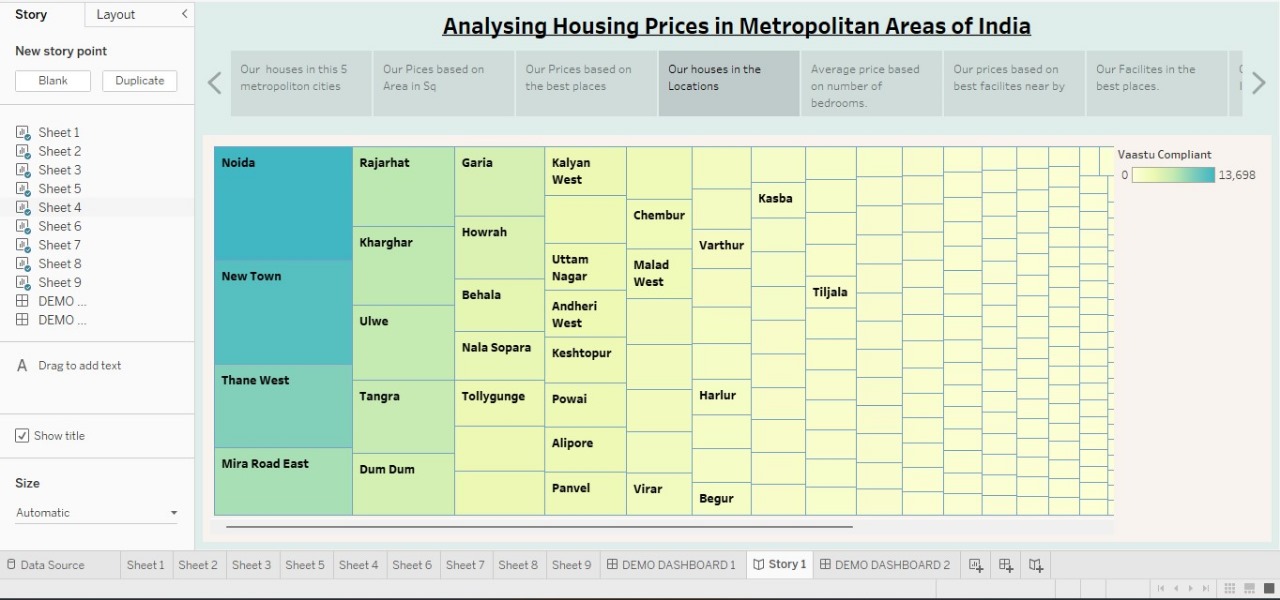 Story
Layout
New story point
Blank
Duplicate
Sheet 1
Sheet 2
Sheet 3
Sheet 5
Sheet 4
Sheet 6
Sheet 7
Sheet 8
Sheet 9
DEMO ...
DEMO ...
A Drag to add text
Show title
Size
Automatic
Analysing Housing Prices in Metropolitan Areas of India
Our houses in this 5
metropoliton cities
Our Pices based on
Area in Sq
Our Prices based on
the best places
Our houses in the
Locations
Average price based
on number of
bedrooms.
Our prices based on
best facilites near by
Our Facilites in the
best places.
Noida
New Town
Thane West
Mira Road East
Rajarhat
Kharghar
Ulwe
Tangra
Dum Dum
Garia
Howrah
Behala
Nala Sopara
Tollygunge
Kalyan
West
Uttam
Nagar
Andheri
West
Keshtopur
Powai
Alipore
Panvel
Chembur
Malad
West
Virar
Varthur
Harlur
Begur
Kasba
Tiljala
Vaastu Compliant
0 13,698
Data Source
Sheet 1
Sheet 2
Sheet 3
Sheet 5
Sheet 4
Sheet 6
Sheet 7
Sheet 8
Sheet 9
DEMO DASHBOARD 1
Story 1
DEMO DASHBOARD 2